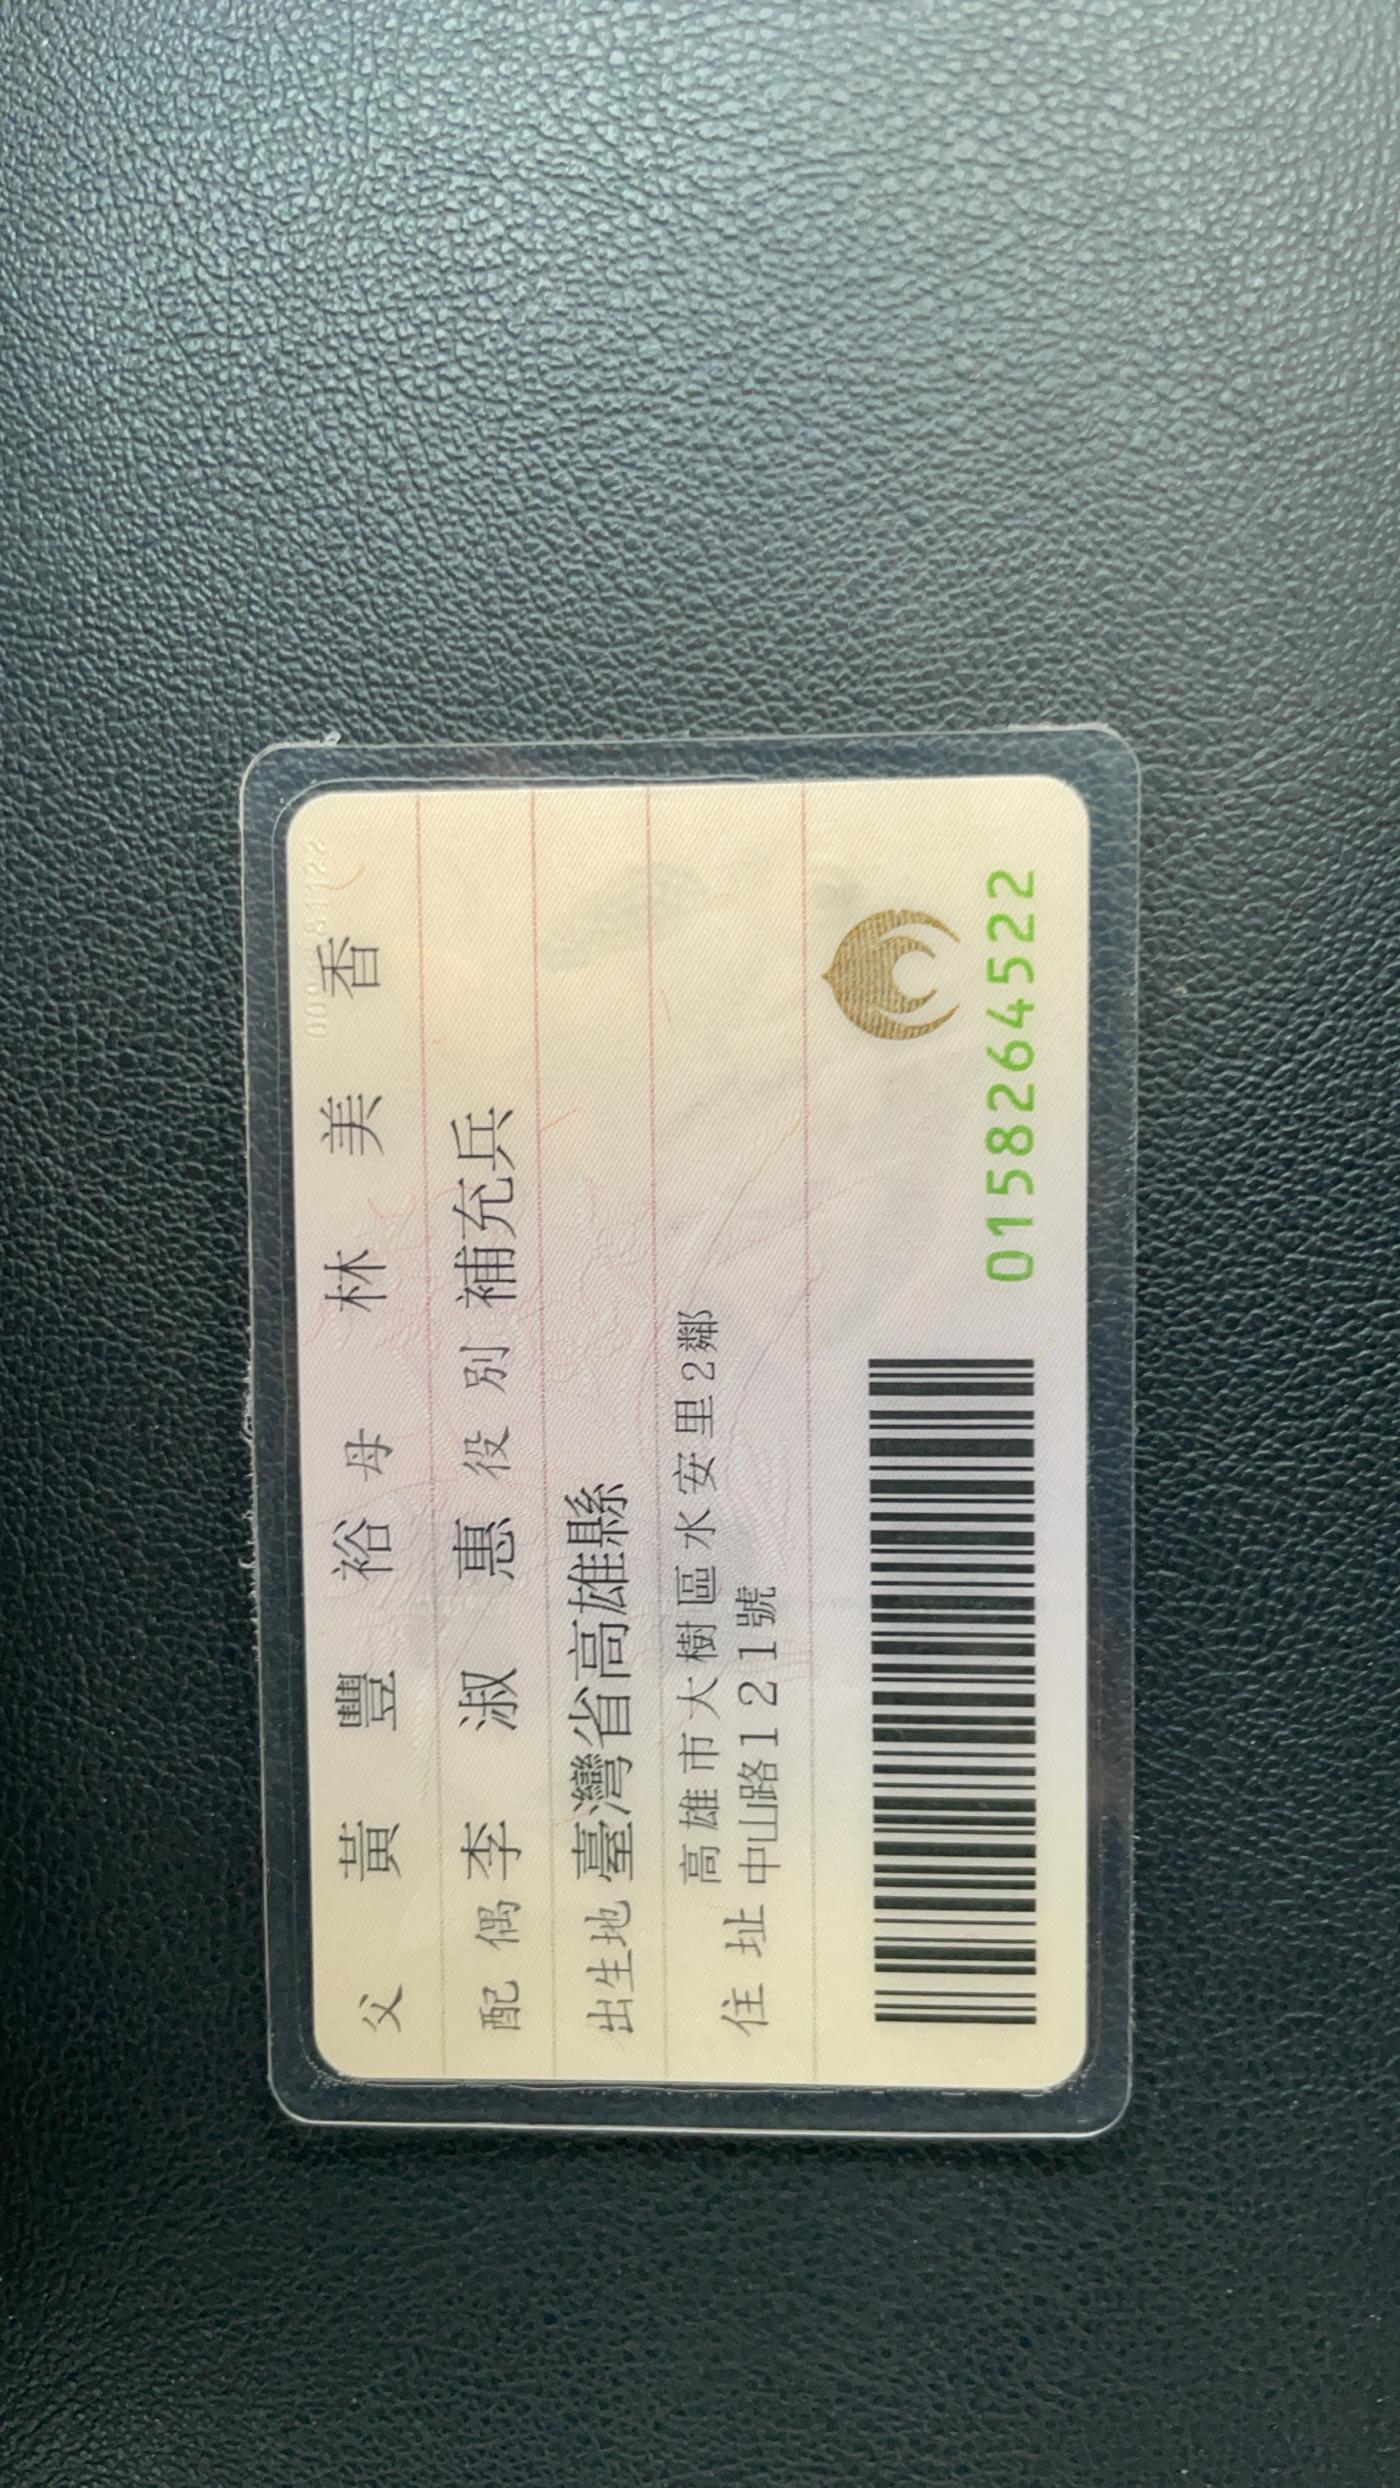 父 黃豐裕 母 林美香
配偶 李淑惠 役別 補充兵
出生地 臺灣省高雄縣
住址 高雄市大樹區水安里2鄰
中山路121號
0158264522